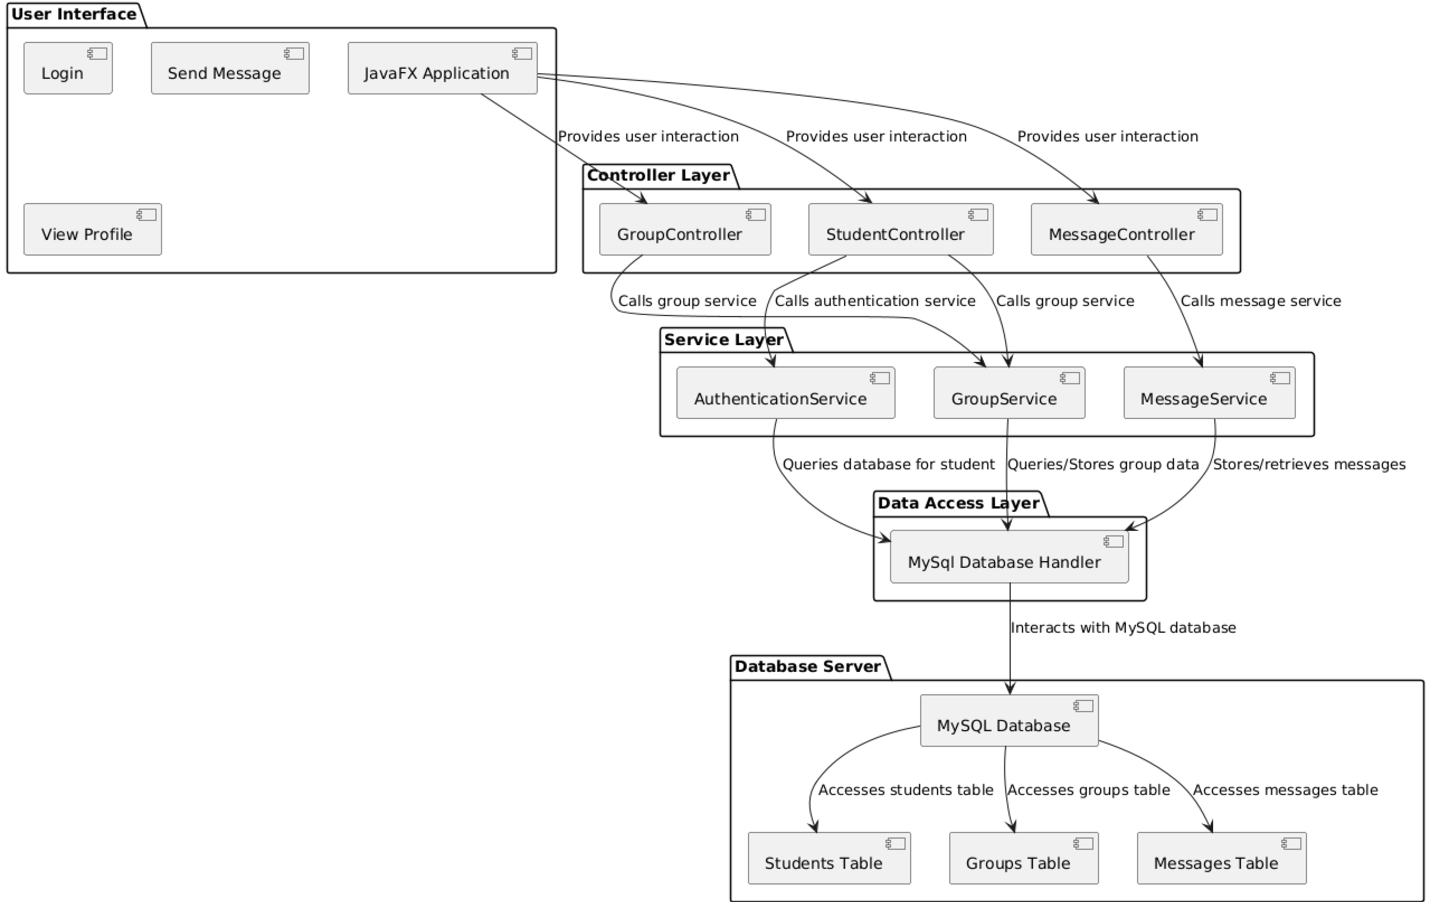 User Interface
Login
Send Message
JavaFX Application
Provides user interaction
Provides user interaction
Provides user interaction
Controller Layer
View Profile
GroupController
StudentController
MessageController
Calls group service
Calls authentication service
Calls group service
Calls message service
Service Layer
AuthenticationService
GroupService
MessageService
Queries database for student
Queries/Stores group data
Stores/retrieves messages
Data Access Layer
MySql Database Handler
Interacts with MySQL database
Database Server
MySQL Database
Accesses students table
Accesses groups table
Accesses messages table
Students Table
Groups Table
Messages Table